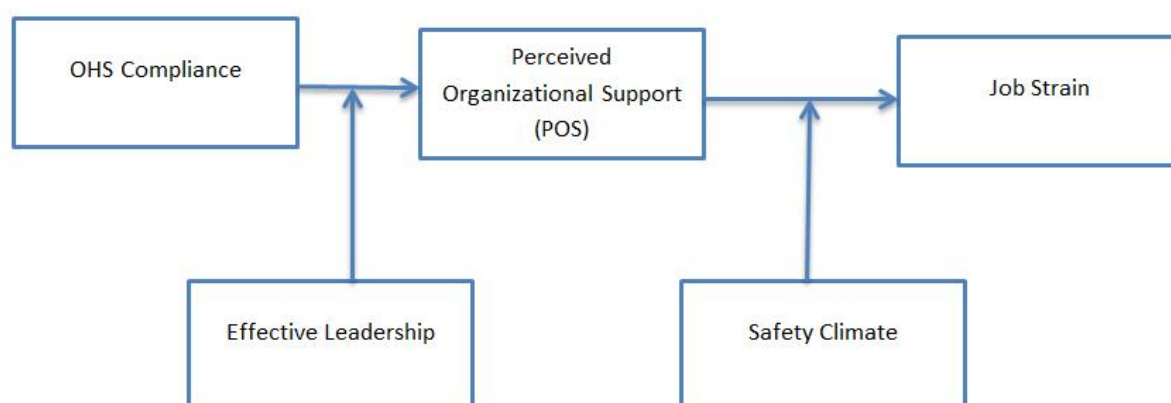 OHS Compliance
Perceived
Organizational Support
(POS)
Job Strain
Effective Leadership
Safety Climate